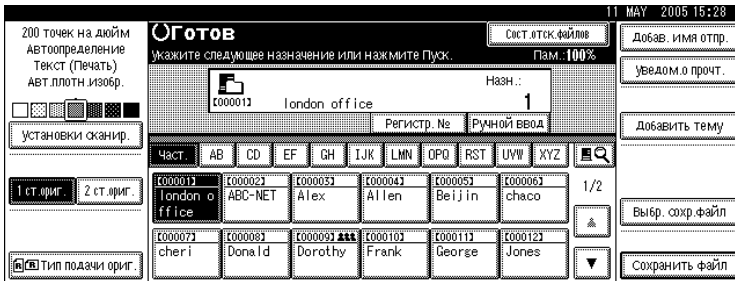 11 MAY 2005 15:28
200 точек на дюйм
Автоопределение
Текст (Печать)
Авт.плотн.изобр.
Установки сканир.
1 ст.ориг. 2 ст.ориг.
Тип подачи ориг.
Готов
Сост.отск.файлов
Укажите следующее назначение или нажмите Пуск.
Пам.:100%
Назн.:
[00001] london office 1
Регистр. № Ручной ввод
Част. AB CD EF GH IJK LMN OPQ RST UVW XYZ
[00001] [00002] [00003] [00004] [00005] [00006]
london o ABC-NET Alex Allen Beijin chaco
ffice
1/2
[00007] [00008] [00009] [00010] [00011] [00012]
cheri Donald Dorothy Frank George Jones
Добав. имя отпр.
Уведом.о прочт.
Добавить тему
Выбр. сохр.файл
Сохранить файл